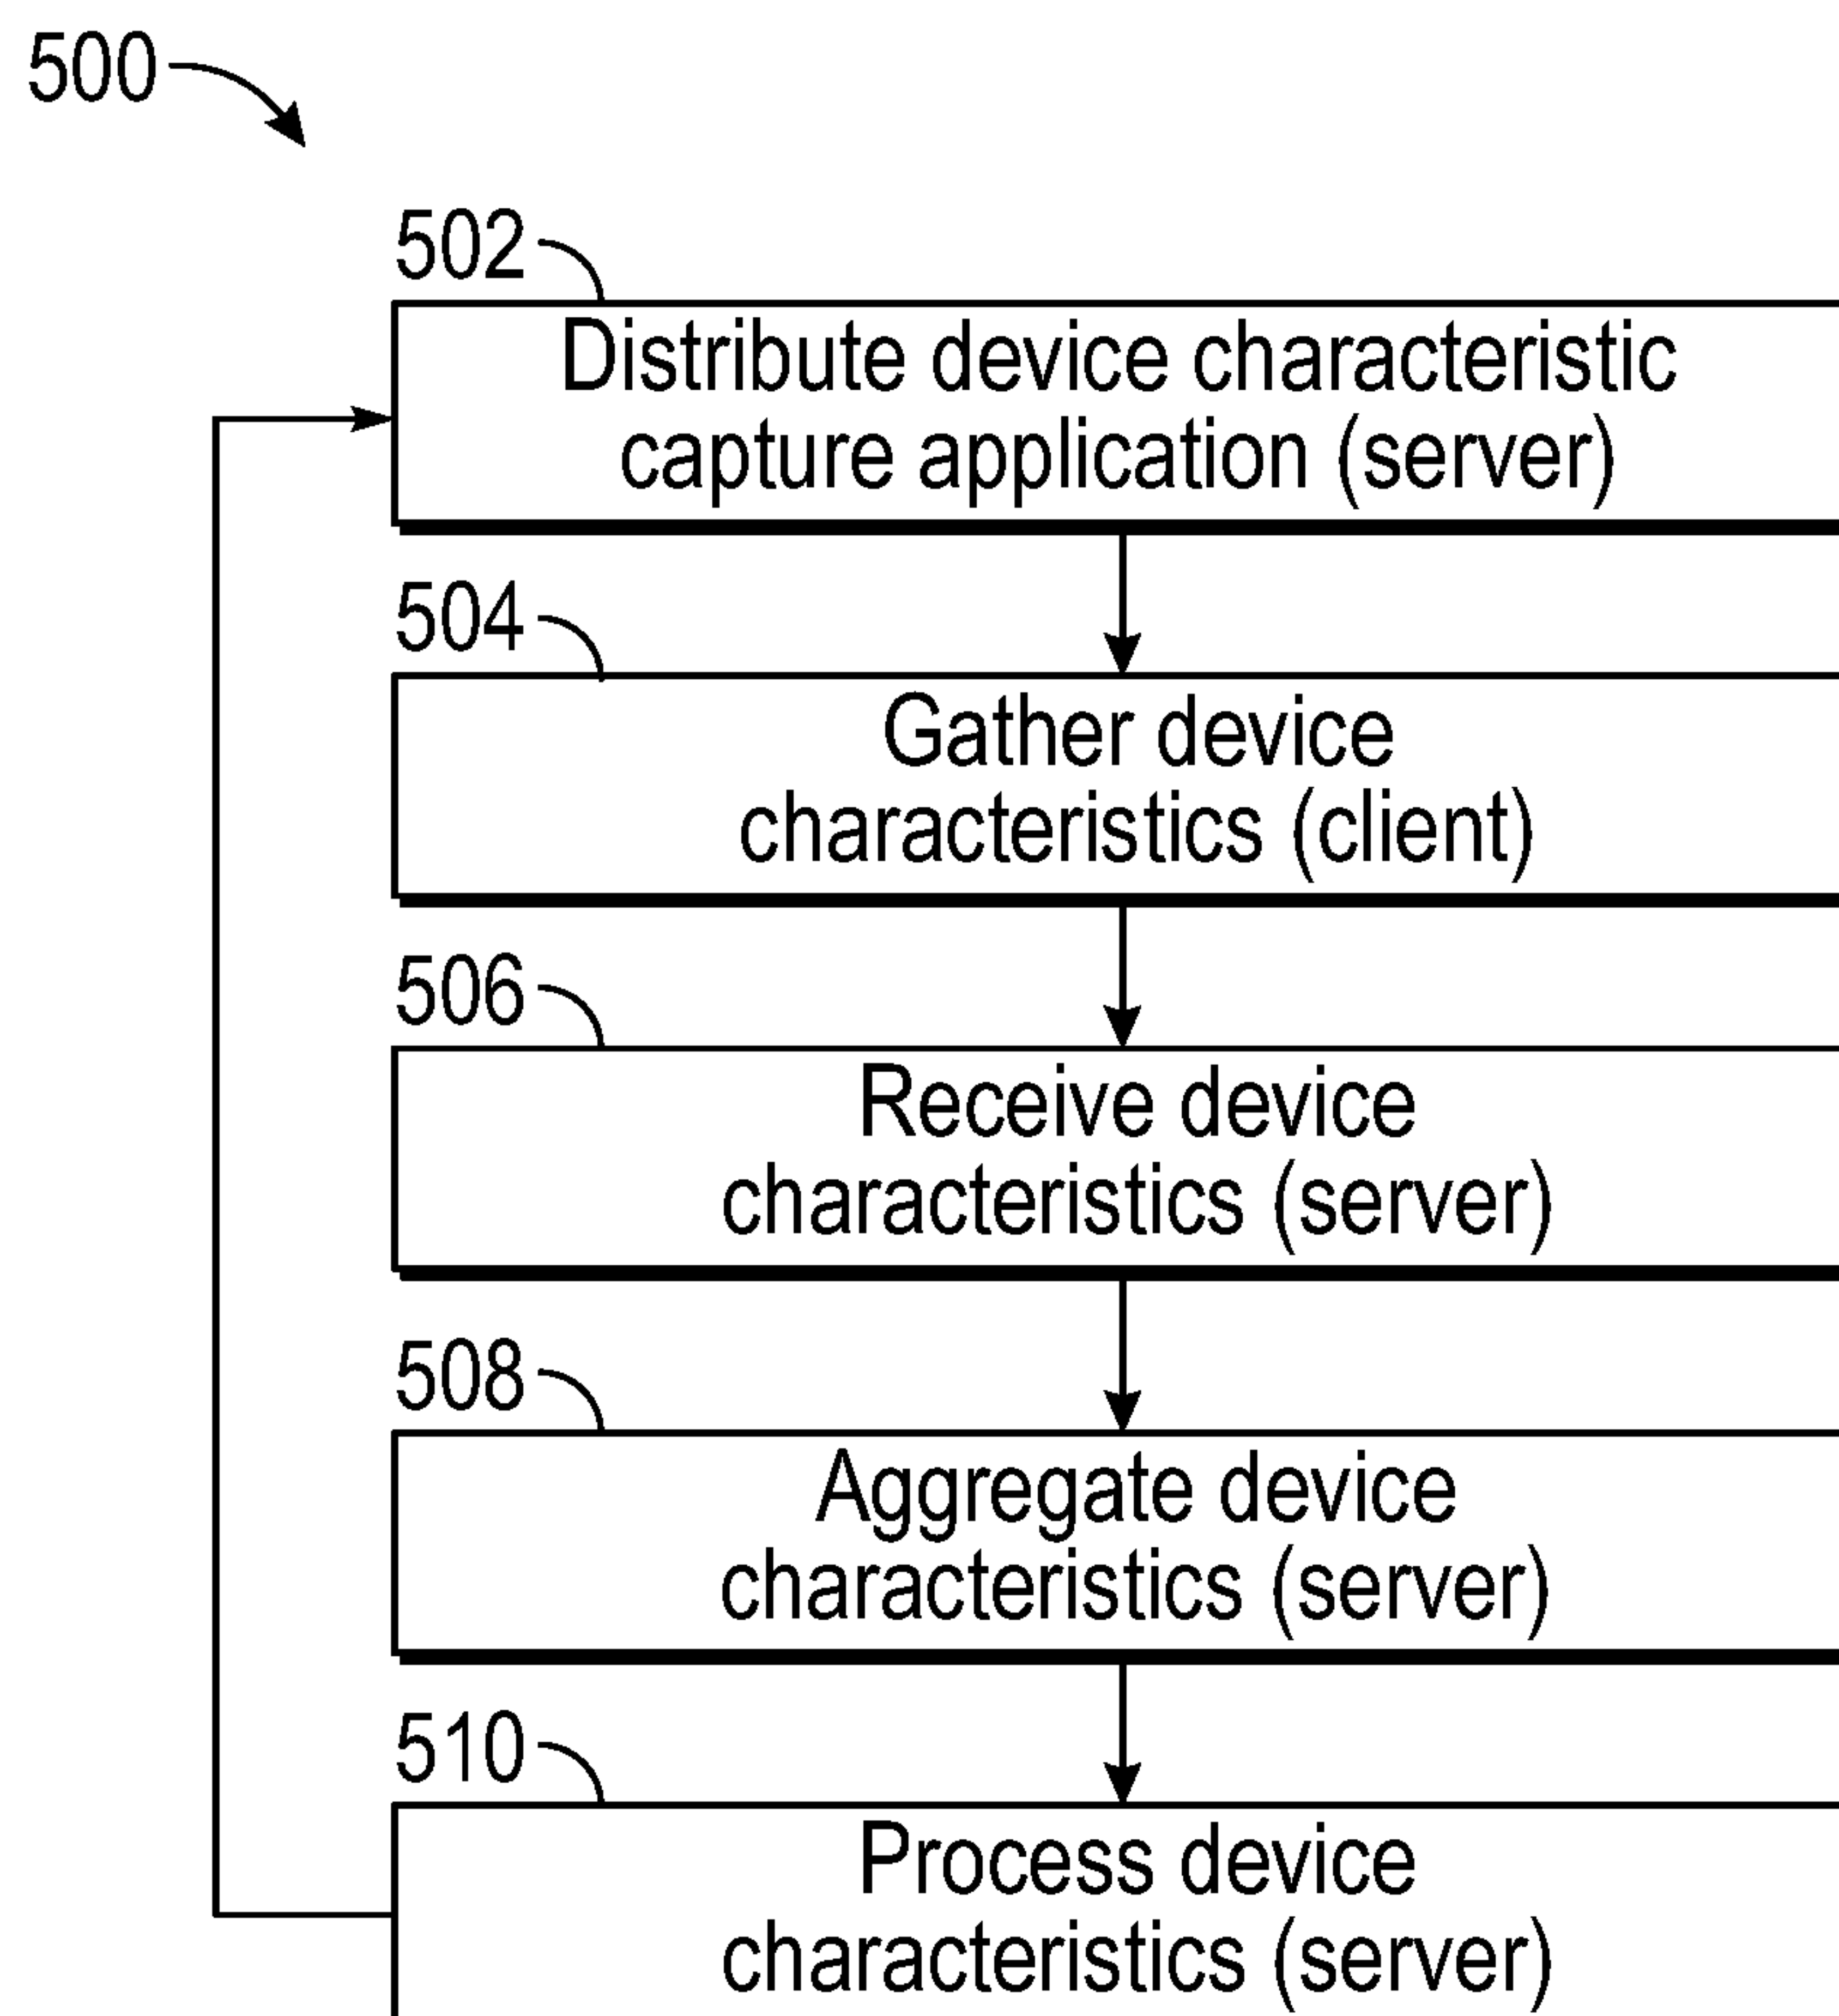 500
502
Distribute device characteristic
capture application (server)
504
Gather device
characteristics (client)
506
Receive device
characteristics (server)
508
Aggregate device
characteristics (server)
510
Process device
characteristics (server)